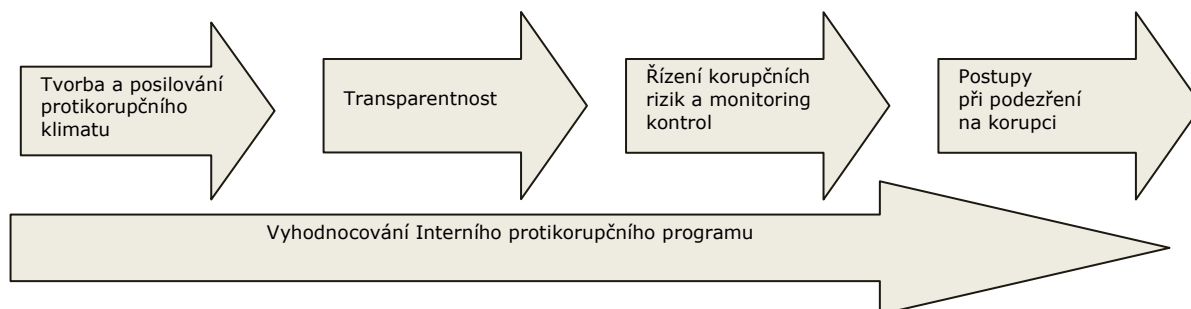 Tvorba a posilování
protikorupčního
klimatu
Transparentnost
Řízení korupčních
rizik a monitoring
kontrol
Postupy
při podezření
na korupci
Vyhodnocování Interního protikorupčního programu